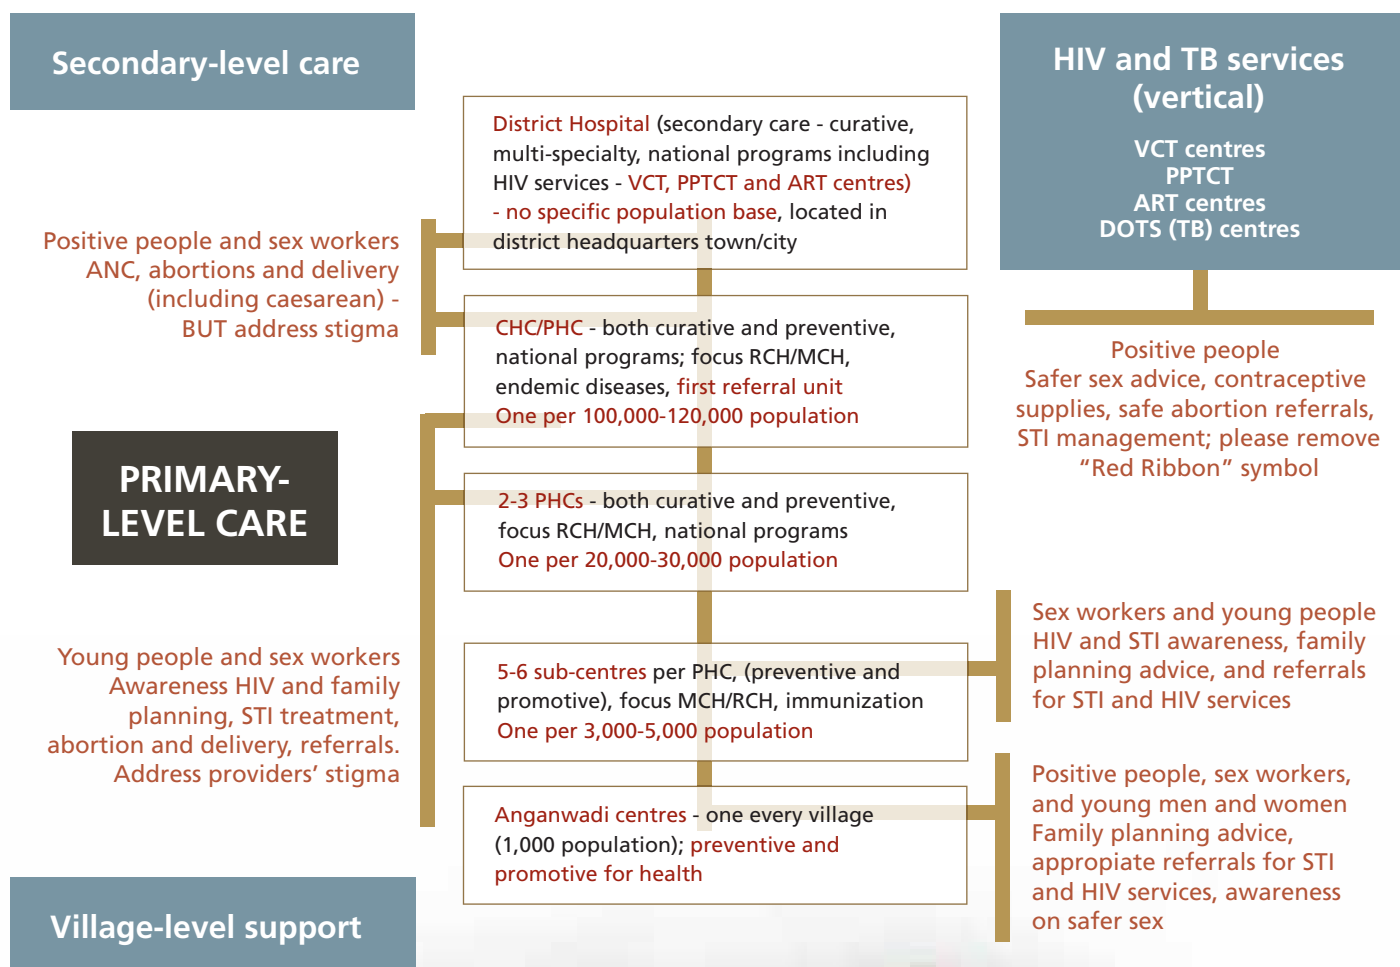 Secondary-level care
HIV and TB services
(vertical)
VCT centres
PPTCT
ART centres
DOTS (TB) centres
District Hospital (secondary care - curative,
multi-specialty, national programs including
HIV services - VCT, PPTCT and ART centres)
- no specific population base, located in
district headquarters town/city
Positive people and sex workers
ANC, abortions and delivery
(including caesarean) -
BUT address stigma
CHC/PHC - both curative and preventive,
national programs; focus RCH/MCH,
endemic diseases, first referral unit
One per 100,000-120,000 population
Positive people
Safer sex advice, contraceptive
supplies, safe abortion referrals,
STI management; please remove
“Red Ribbon” symbol
PRIMARY-
LEVEL CARE
2-3 PHCs - both curative and preventive,
focus RCH/MCH, national programs
One per 20,000-30,000 population
Young people and sex workers
Awareness HIV and family
planning, STI treatment,
abortion and delivery, referrals.
Address providers’ stigma
5-6 sub-centres per PHC, (preventive and
promotive), focus MCH/RCH, immunization
One per 3,000-5,000 population
Sex workers and young people
HIV and STI awareness, family
planning advice, and referrals
for STI and HIV services
Anganwadi centres - one every village
(1,000 population); preventive and
promotive for health
Positive people, sex workers,
and young men and women
Family planning advice,
appropiate referrals for STI
and HIV services, awareness
on safer sex
Village-level support